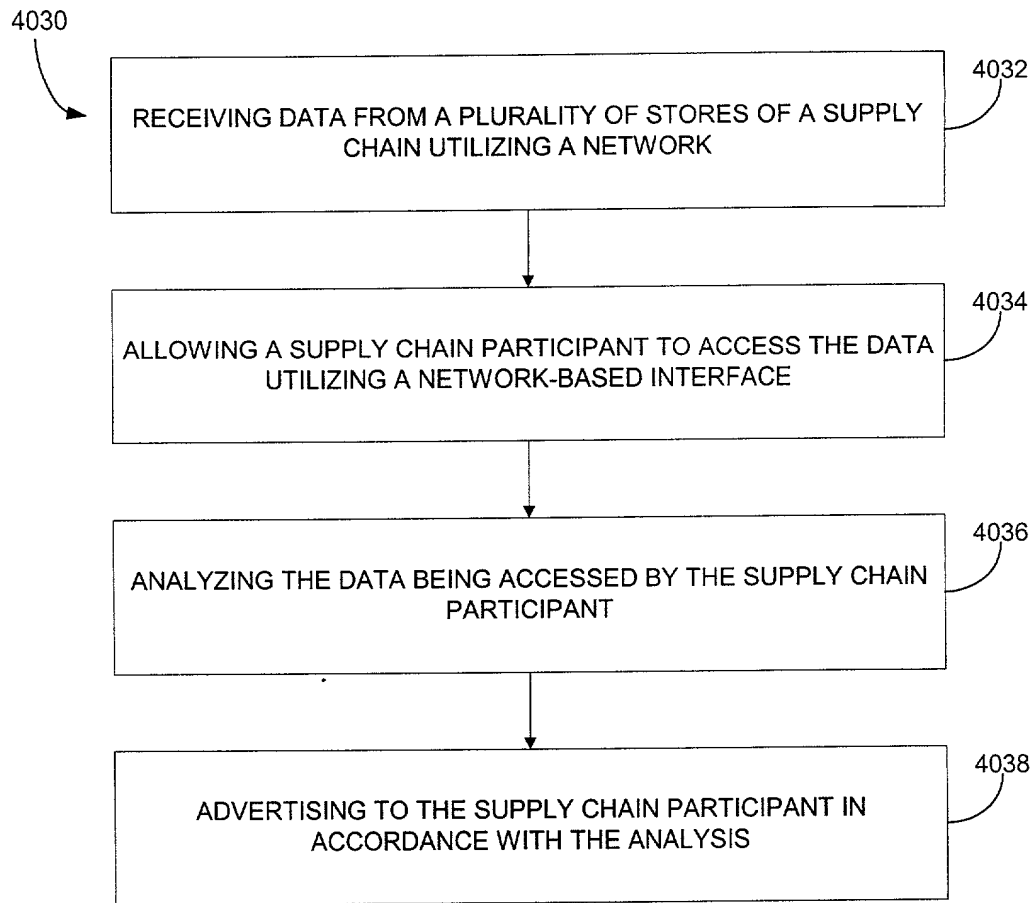 4030
4032
RECEIVING DATA FROM A PLURALITY OF STORES OF A SUPPLY
CHAIN UTILIZING A NETWORK
4034
ALLOWING A SUPPLY CHAIN PARTICIPANT TO ACCESS THE DATA
UTILIZING A NETWORK-BASED INTERFACE
4036
ANALYZING THE DATA BEING ACCESSED BY THE SUPPLY CHAIN
PARTICIPANT
4038
ADVERTISING TO THE SUPPLY CHAIN PARTICIPANT IN
ACCORDANCE WITH THE ANALYSIS